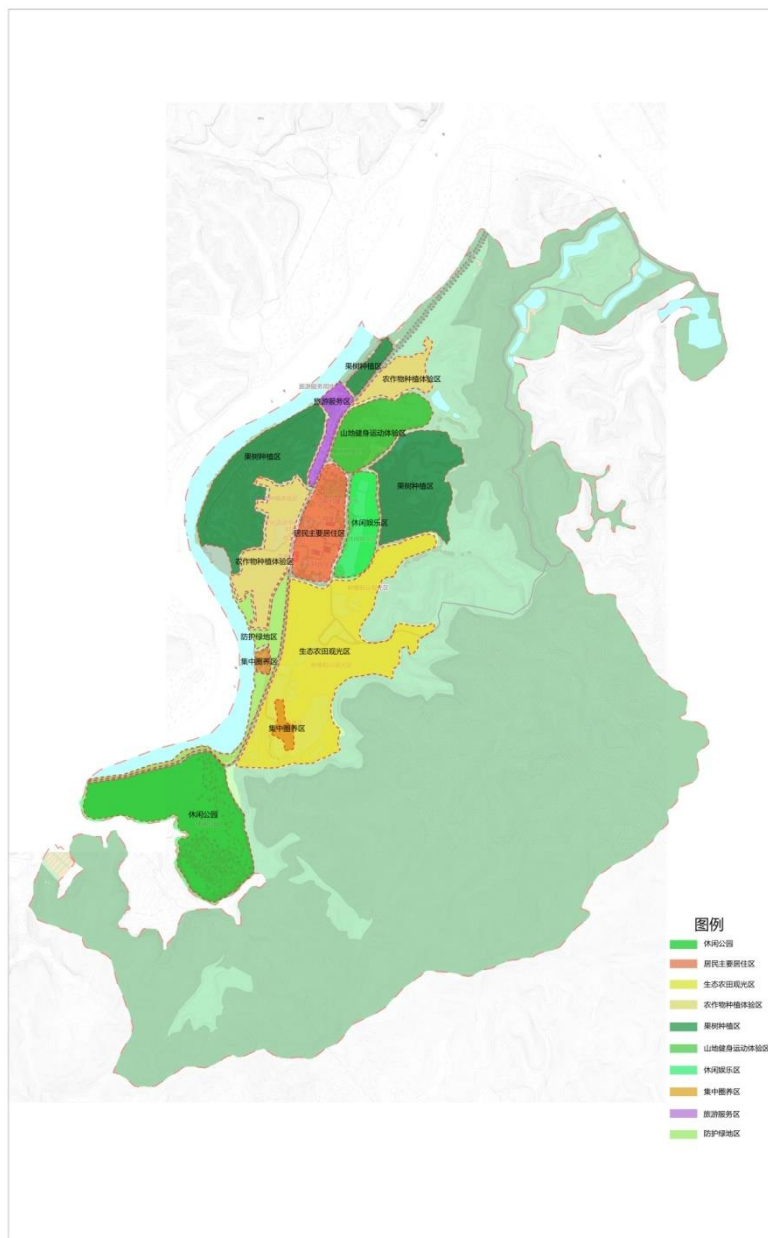 果树种植区
农作物种植体验区
旅游服务区
山地健身运动体验区
果树种植区
果树种植区
休闲娱乐区
居民主要居住区
农作物种植体验区
防护绿地区
生态农田观光区
集中圈养区
集中圈养区
休闲公园
图例
休闲公园
居民主要居住区
生态农田观光区
农作物种植体验区
果树种植区
山地健身运动体验区
休闲娱乐区
集中圈养区
旅游服务区
防护绿地区